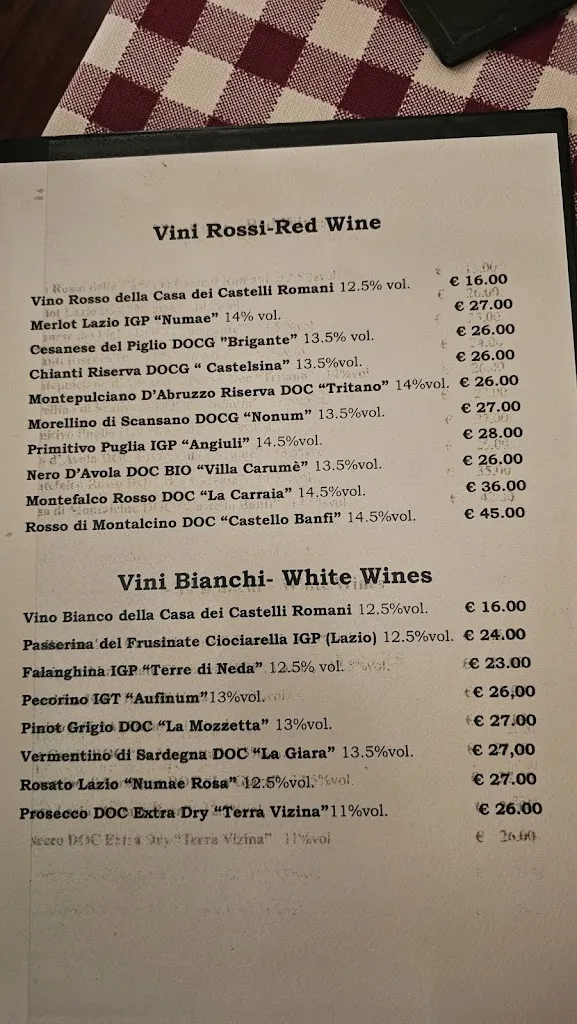 Vini Rossi-Red Wine
Vino Rosso della Casa dei Castelli Romani 12.5% vol. € 16.00
Merlot Lazio IGP “Numae” 14% vol. € 27.00
Cesanese del Piglio DOCG ”Brigante” 13.5% vol. € 26.00
Chianti Riserva DOCG “ Castelsina” 13.5%vol. € 26.00
Montepulciano D’Abruzzo Riserva DOC “Tritano” 14%vol. € 26.00
Morellino di Scansano DOCG “Nonum” 13.5%vol. € 27.00
Primitivo Puglia IGP “Angiuli” 14.5%vol. € 28.00
Nero D’Avola DOC BIO “Villa Carumè” 13.5%vol. € 26.00
Montefalco Rosso DOC “La Carraia” 14.5%vol. € 36.00
Rosso di Montalcino DOC “Castello Banfi” 14.5%vol. € 45.00
Vini Bianchi- White Wines
Vino Bianco della Casa dei Castelli Romani 12.5%vol. € 16.00
Passerina del Frusinate Ciociarella IGP (Lazio) 12.5%vol. € 24.00
Falanghina IGP “Terre di Neda” 12.5% vol. € 23.00
Pecorino IGT “Aufinum”13%vol. € 26,00
Pinot Grigio DOC “La Mozzetta” 13%vol. € 27.00
Vermentino di Sardegna DOC “La Giara” 13.5%vol. € 27,00
Rosato Lazio “Numae Rosa” 12.5%vol. € 27.00
Prosecco DOC Extra Dry “Terra Vizina”11%vol. € 26.00
DOC Extra Dry “Terra Vizina” 11%vol € 26.00